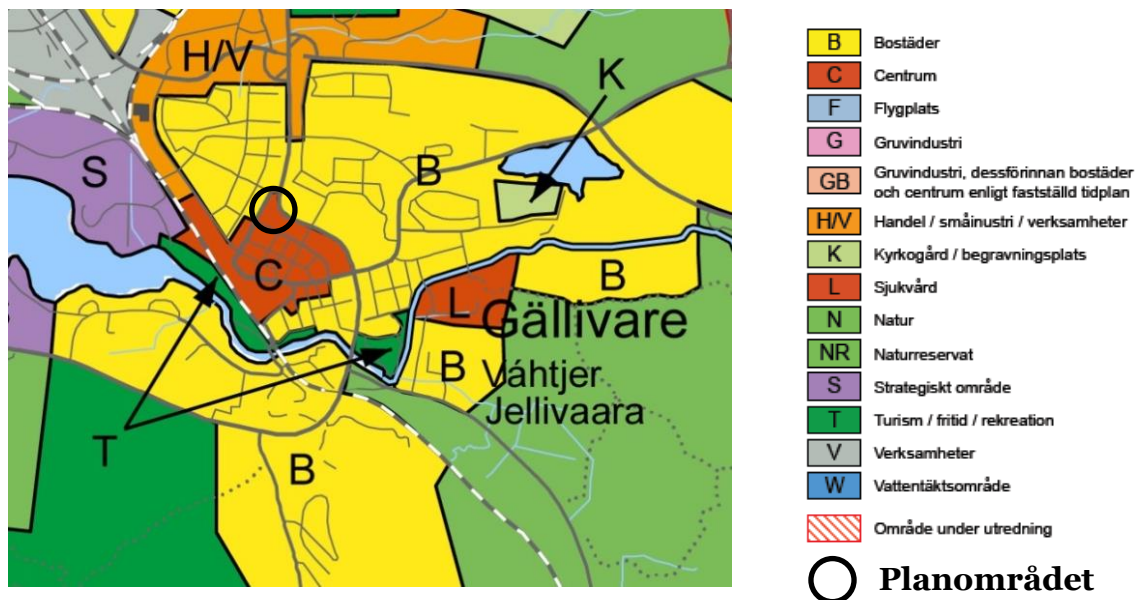 H/V
K
S
B
C
L
B
Gällivare
B
Váhtjer
Jellivaara
T
T
B
S
B Bostäder
C Centrum
F Flygplats
G Gruvindustri
GB Gruvindustri, dessförinnan bostäder
och centrum enligt fastställd tidplan
H/V Handel / småinustri / verksamheter
K Kyrkogård / begravningsplats
L Sjukvård
N Natur
NR Naturreservat
S Strategiskt område
T Turism / fritid / rekreation
V Verksamheter
W Vattentäktsområde
Område under utredning
Planområdet